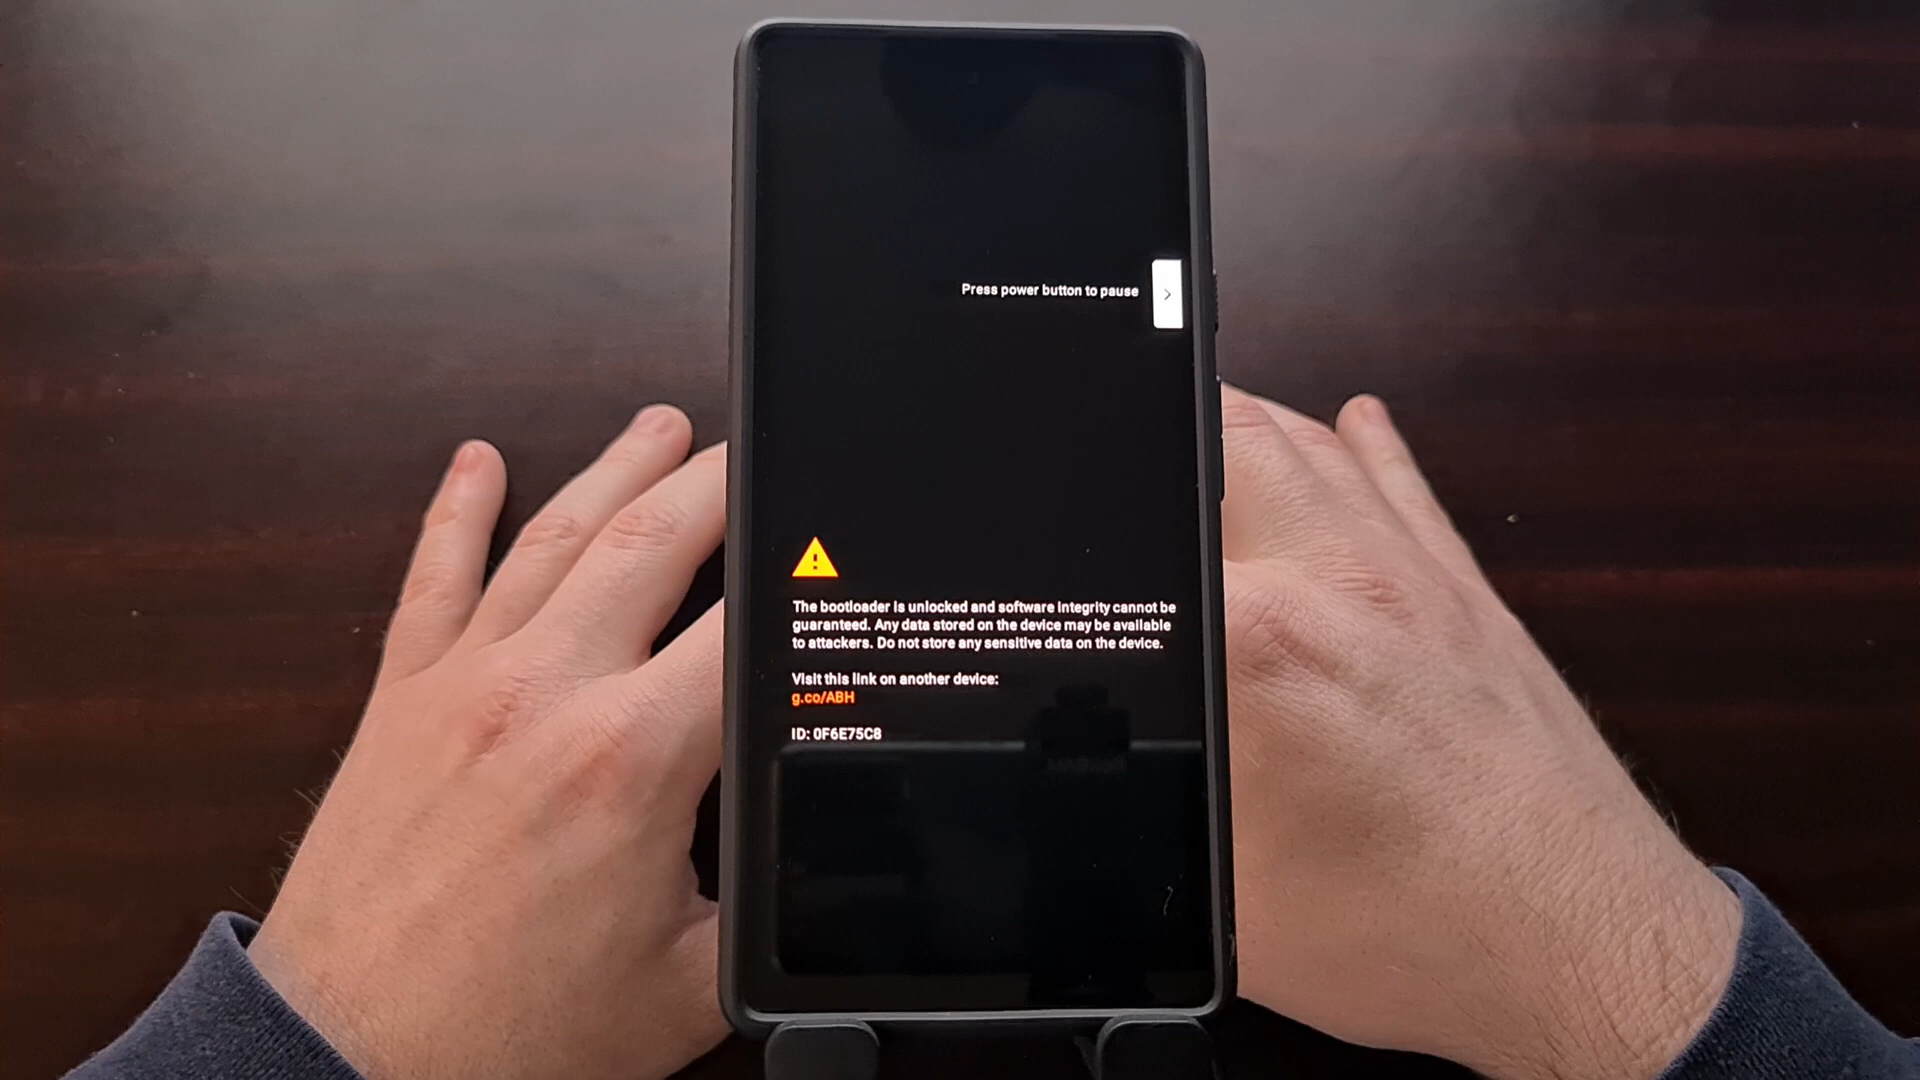 Press power button to pause
The bootloader is unlocked and software integrity cannot be
guaranteed. Any data stored on the device may be available
to attackers. Do not store any sensitive data on the device.
Visit this link on another device:
g.co/ABH
ID: 0F6E75C8